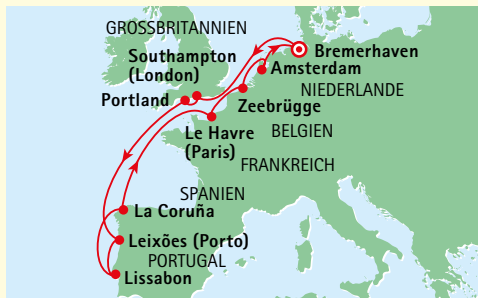 GROSSBRITANNIEN
Southampton
(London)
Portland
Bremerhaven
Amsterdam
NIEDERLANDE
Zeebrügge
Le Havre
(Paris)
BELGIEN
FRANKREICH
SPANIEN
La Coruña
Leixões (Porto)
PORTUGAL
Lissabon